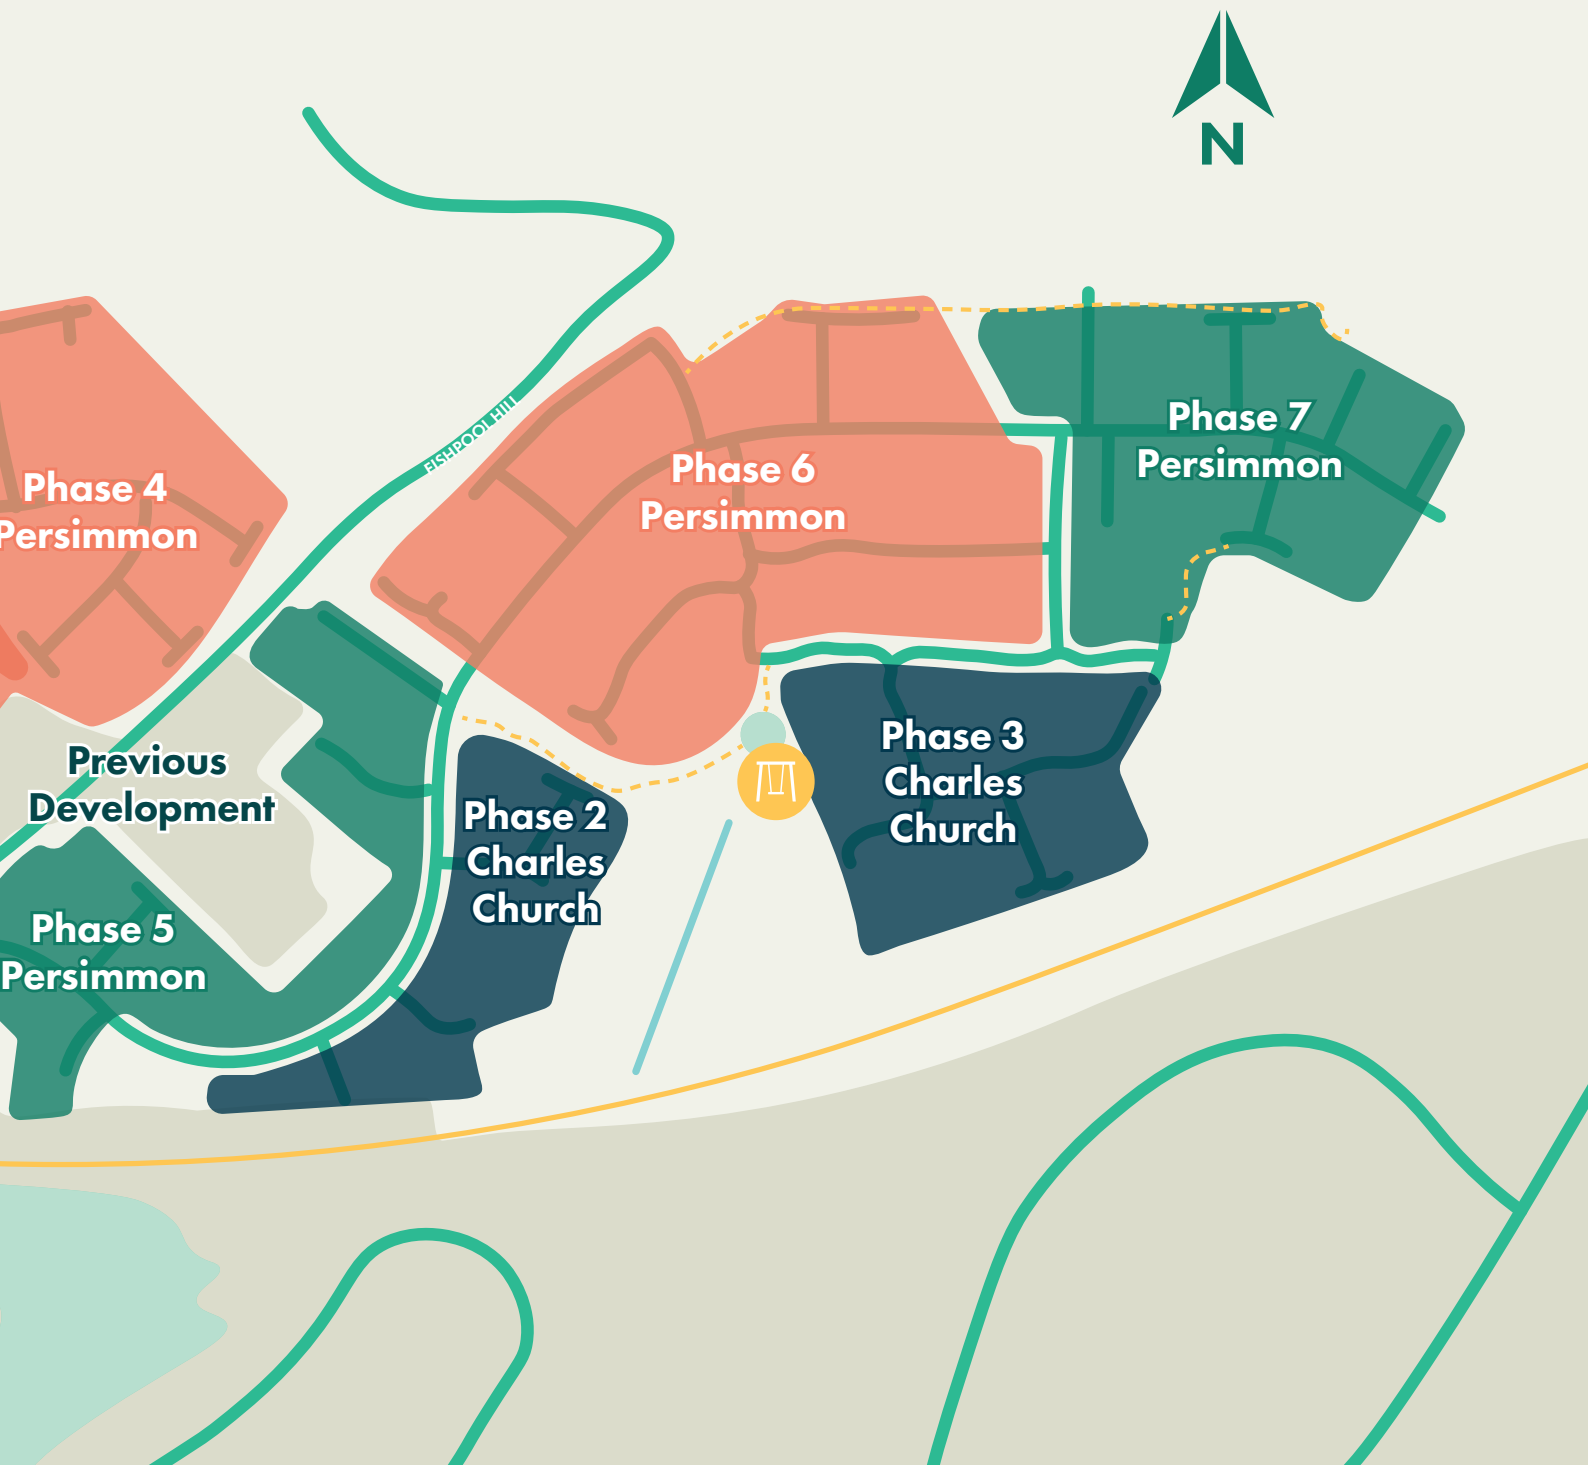 N
FISHPOOL HILL
Phase 7
Persimmon
Phase 6
Persimmon
Phase 4
Persimmon
Phase 3
Charles
Church
Previous
Development
Phase 2
Charles
Church
Phase 5
Persimmon